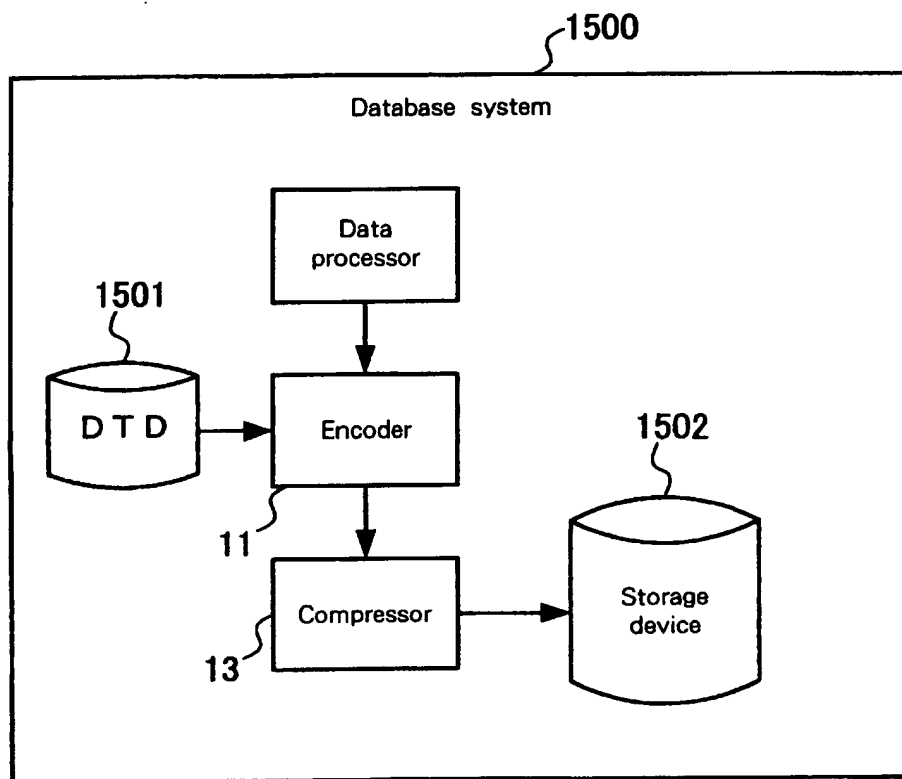 1500
Database system
Data
processor
1501
DTD
Encoder
1502
11
Compressor
Storage
device
13